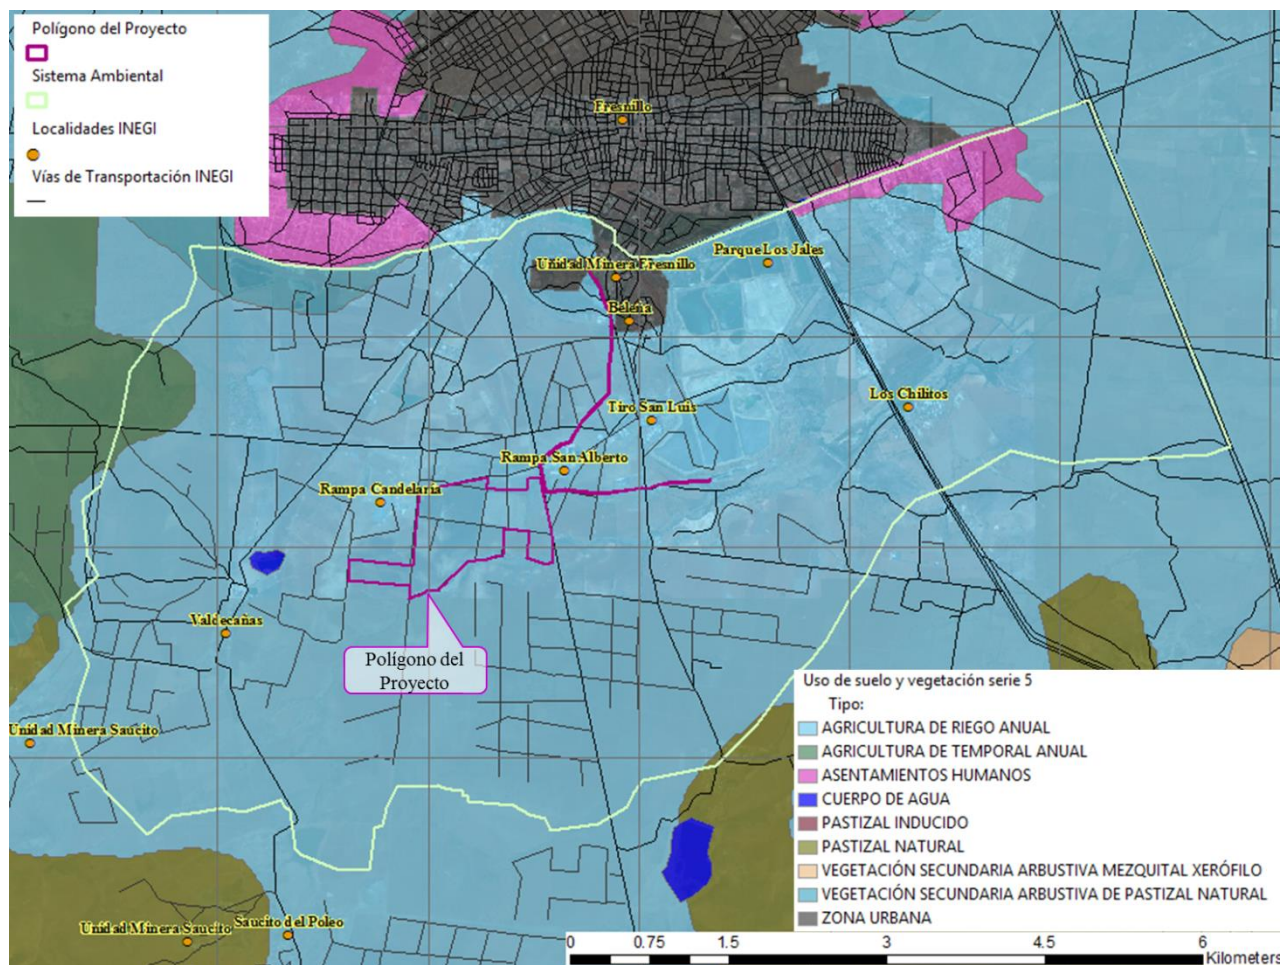 Polígono del Proyecto
Sistema Ambiental
Localidades INEGI
Vías de Transportación INEGI
Fresnillo
Unidad Minera Fresnillo
Parque Los Jales
Beleña
Los Chilitos
Tiro San Luis
Rampa San Alberto
Rampa Candelaria
Valdecañas
Polígono del
Proyecto
Unidad Minera Saucito
Unidad Minera Saucito
Saucito del Poleo
Uso de suelo y vegetación serie 5
Tipo:
AGRICULTURA DE RIEGO ANUAL
AGRICULTURA DE TEMPORAL ANUAL
ASENTAMIENTOS HUMANOS
CUERPO DE AGUA
PASTIZAL INDUCIDO
PASTIZAL NATURAL
VEGETACIÓN SECUNDARIA ARBUSTIVA MEZQUITAL XERÓFILO
VEGETACIÓN SECUNDARIA ARBUSTIVA DE PASTIZAL NATURAL
ZONA URBANA
0 0.75 1.5 3 4.5 6
Kilometers